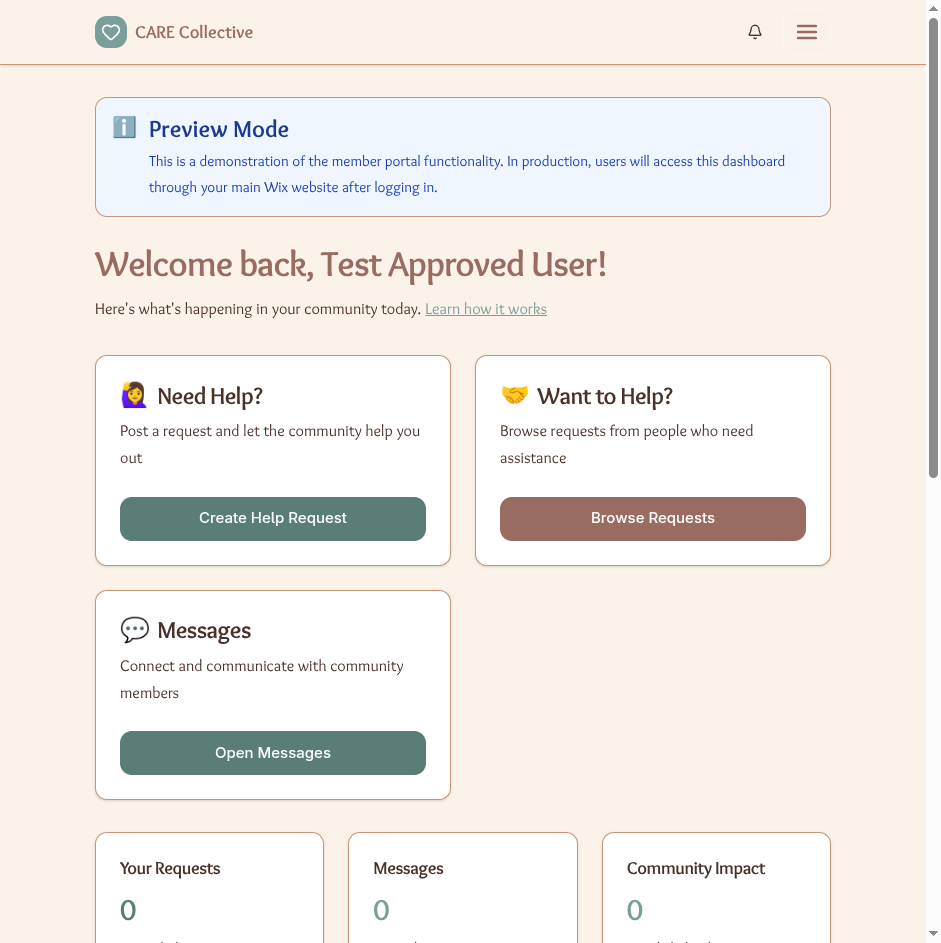 CARE Collective
Preview Mode
This is a demonstration of the member portal functionality. In production, users will access this dashboard
through your main Wix website after logging in.
Welcome back, Test Approved User!
Here's what's happening in your community today. Learn how it works
Need Help?
Post a request and let the community help you
out
Create Help Request
Want to Help?
Browse requests from people who need
assistance
Browse Requests
Messages
Connect and communicate with community
members
Open Messages
Your Requests
0
Messages
0
Community Impact
0